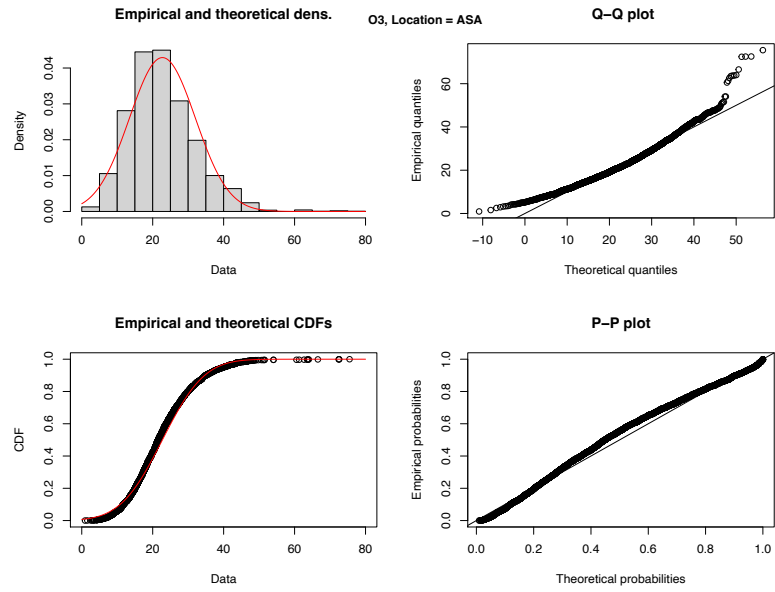 O3, Location = ASA
Empirical and theoretical dens.
Density
0.00 0.01 0.02 0.03 0.04
0 20 40 60 80
Data
Q−Q plot
Empirical quantiles
0 20 40 60
−10 0 10 20 30 40 50
Theoretical quantiles
Empirical and theoretical CDFs
CDF
0.0 0.2 0.4 0.6 0.8 1.0
0 20 40 60 80
Data
P−P plot
Empirical probabilities
0.0 0.2 0.4 0.6 0.8 1.0
0.0 0.2 0.4 0.6 0.8 1.0
Theoretical probabilities